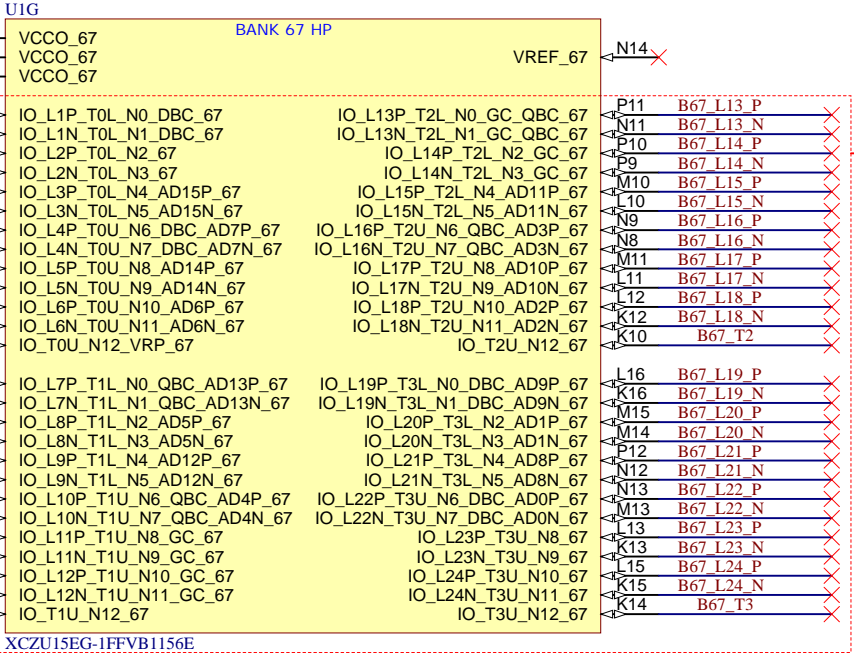 U1G
BANK 67 HP
VCCO_67
VCCO_67 VREF_67 N14
VCCO_67
IO_L1P_T0L_N0_DBC_67 IO_L13P_T2L_N0_GC_QBC_67 P11 B67_L13_P
IO_L1N_T0L_N1_DBC_67 IO_L13N_T2L_N1_GC_QBC_67 N11 B67_L13_N
IO_L2P_T0L_N2_67 IO_L14P_T2L_N2_GC_67 P10 B67_L14_P
IO_L2N_T0L_N3_67 IO_L14N_T2L_N3_GC_67 P9 B67_L14_N
IO_L3P_T0L_N4_AD15P_67 IO_L15P_T2L_N4_AD11P_67 M10 B67_L15_P
IO_L3N_T0L_N5_AD15N_67 IO_L15N_T2L_N5_AD11N_67 L10 B67_L15_N
IO_L4P_T0U_N6_DBC_AD7P_67 IO_L16P_T2U_N6_QBC_AD3P_67 N9 B67_L16_P
IO_L4N_T0U_N7_DBC_AD7N_67 IO_L16N_T2U_N7_QBC_AD3N_67 N8 B67_L16_N
IO_L5P_T0U_N8_AD14P_67 IO_L17P_T2U_N8_AD10P_67 M11 B67_L17_P
IO_L5N_T0U_N9_AD14N_67 IO_L17N_T2U_N9_AD10N_67 L11 B67_L17_N
IO_L6P_T0U_N10_AD6P_67 IO_L18P_T2U_N10_AD2P_67 L12 B67_L18_P
IO_L6N_T0U_N11_AD6N_67 IO_L18N_T2U_N11_AD2N_67 K12 B67_L18_N
IO_T0U_N12_VRP_67 IO_T2U_N12_67 K10 B67_T2
IO_L7P_T1L_N0_QBC_AD13P_67 IO_L19P_T3L_N0_DBC_AD9P_67 L16 B67_L19_P
IO_L7N_T1L_N1_QBC_AD13N_67 IO_L19N_T3L_N1_DBC_AD9N_67 K16 B67_L19_N
IO_L8P_T1L_N2_AD5P_67 IO_L20P_T3L_N2_AD1P_67 M15 B67_L20_P
IO_L8N_T1L_N3_AD5N_67 IO_L20N_T3L_N3_AD1N_67 M14 B67_L20_N
IO_L9P_T1L_N4_AD12P_67 IO_L21P_T3L_N4_AD8P_67 P12 B67_L21_P
IO_L9N_T1L_N5_AD12N_67 IO_L21N_T3L_N5_AD8N_67 N12 B67_L21_N
IO_L10P_T1U_N6_QBC_AD4P_67 IO_L22P_T3U_N6_DBC_AD0P_67 N13 B67_L22_P
IO_L10N_T1U_N7_QBC_AD4N_67 IO_L22N_T3U_N7_DBC_AD0N_67 M13 B67_L22_N
IO_L11P_T1U_N8_GC_67 IO_L23P_T3U_N8_67 L13 B67_L23_P
IO_L11N_T1U_N9_GC_67 IO_L23N_T3U_N9_67 K13 B67_L23_N
IO_L12P_T1U_N10_GC_67 IO_L24P_T3U_N10_67 L15 B67_L24_P
IO_L12N_T1U_N11_GC_67 IO_L24N_T3U_N11_67 K15 B67_L24_N
IO_T1U_N12_67 IO_T3U_N12_67 K14 B67_T3
XCZU15EG-1FFVB1156E